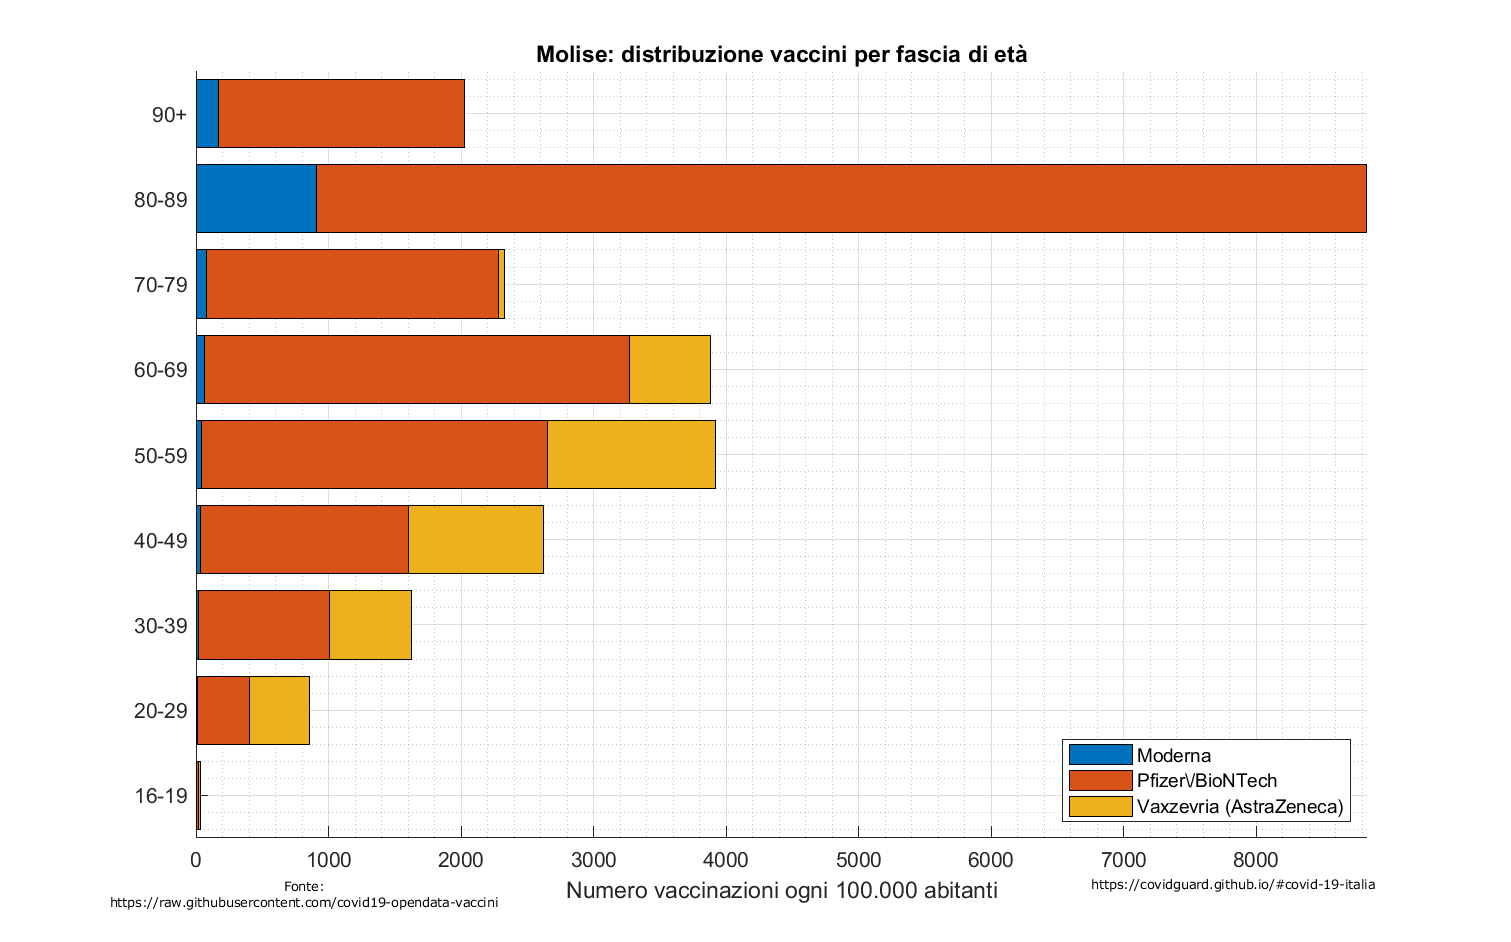 Molise: distribuzione vaccini per fascia di età
90+
80-89
70-79
60-69
50-59
40-49
30-39
20-29
16-19
Moderna
Pfizer\/BioNTech
Vaxzevria (AstraZeneca)
0 1000 2000 3000 4000 5000 6000 7000 8000
Numero vaccinazioni ogni 100.000 abitanti
Fonte:
https://raw.githubusercontent.com/covid19-opendata-vaccini
https://covidguard.github.io/#covid-19-italia